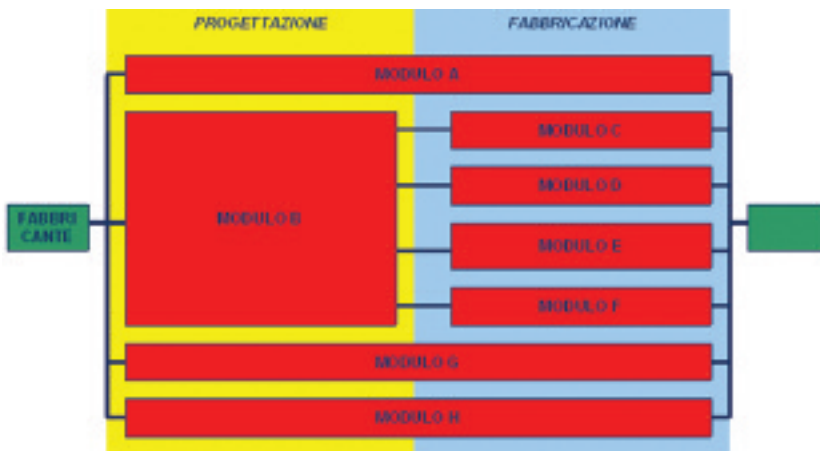 PROGETTAZIONE
FABBRICAZIONE
MODULO A
MODULO B
MODULO C
MODULO D
MODULO E
MODULO F
FABBRI
CANTE
MODULO G
MODULO H